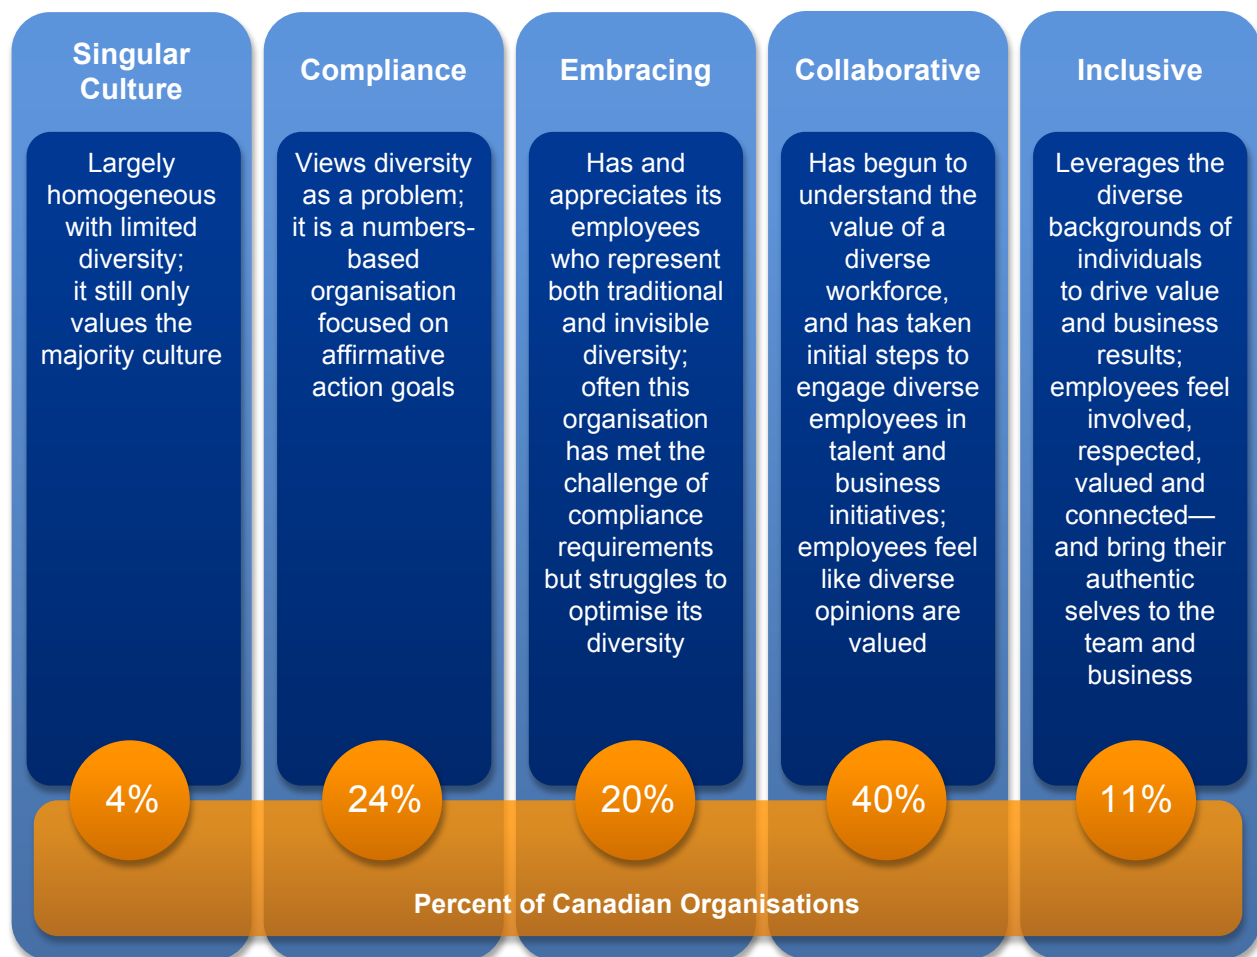 Singular
Culture
Largely
homogeneous
with limited
diversity;
it still only
values the
majority culture
4%
Compliance
Views diversity
as a problem;
it is a numbers-
based
organisation
focused on
affirmative
action goals
24%
Embracing
Has and
appreciates its
employees
who represent
both traditional
and invisible
diversity;
often this
organisation
has met the
challenge of
compliance
requirements
but struggles to
optimise its
diversity
20%
Collaborative
Has begun to
understand the
value of a
diverse
workforce,
and has taken
initial steps to
engage diverse
employees in
talent and
business
initiatives;
employees feel
like diverse
opinions are
valued
40%
Inclusive
Leverages the
diverse
backgrounds of
individuals
to drive value
and business
results;
employees feel
involved,
respected,
valued and
connected—
and bring their
authentic
selves to the
team and
business
11%
Percent of Canadian Organisations